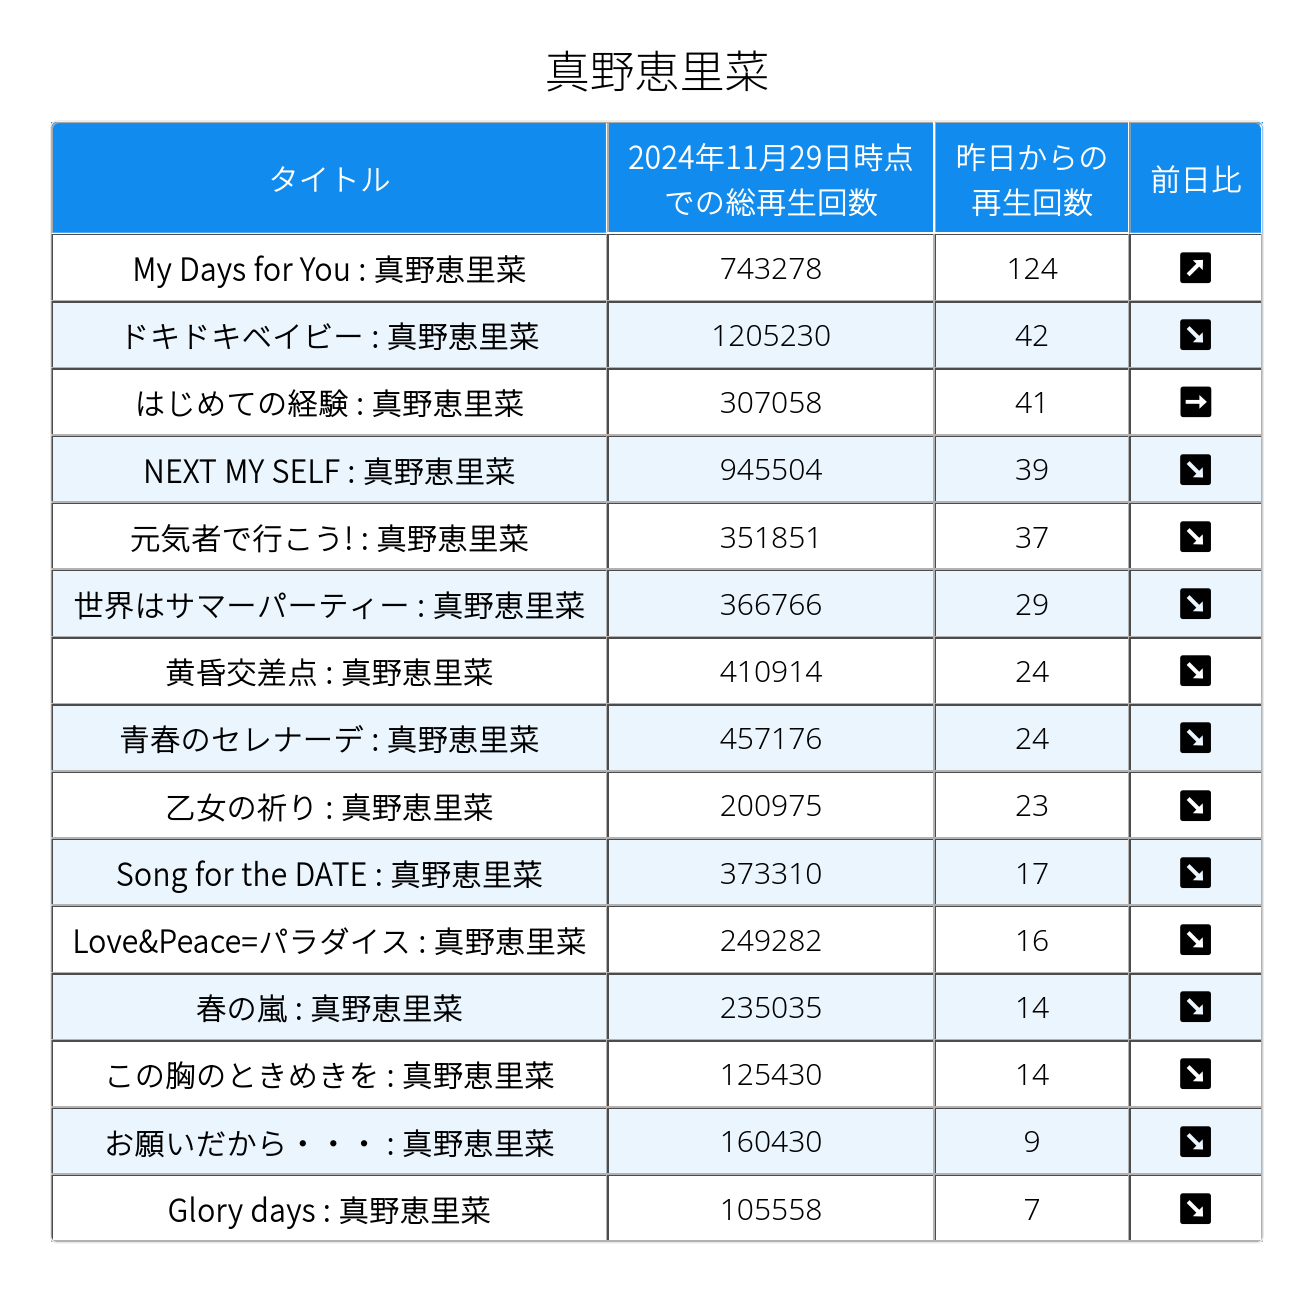 真野恵里菜
タイトル 2024年11月29日時点での総再生回数 昨日からの再生回数 前日比
My Days for You : 真野恵里菜 743278 124 ↗
ドキドキベイビー : 真野恵里菜 1205230 42 ↘
はじめての経験 : 真野恵里菜 307058 41 →
NEXT MY SELF : 真野恵里菜 945504 39 ↘
元気者で行こう! : 真野恵里菜 351851 37 ↘
世界はサマーパーティー : 真野恵里菜 366766 29 ↘
黄昏交差点 : 真野恵里菜 410914 24 ↘
青春のセレナーデ : 真野恵里菜 457176 24 ↘
乙女の祈り : 真野恵里菜 200975 23 ↘
Song for the DATE : 真野恵里菜 373310 17 ↘
Love&Peace=パラダイス : 真野恵里菜 249282 16 ↘
春の嵐 : 真野恵里菜 235035 14 ↘
この胸のときめきを : 真野恵里菜 125430 14 ↘
お願いだから・・・ : 真野恵里菜 160430 9 ↘
Glory days : 真野恵里菜 105558 7 ↘